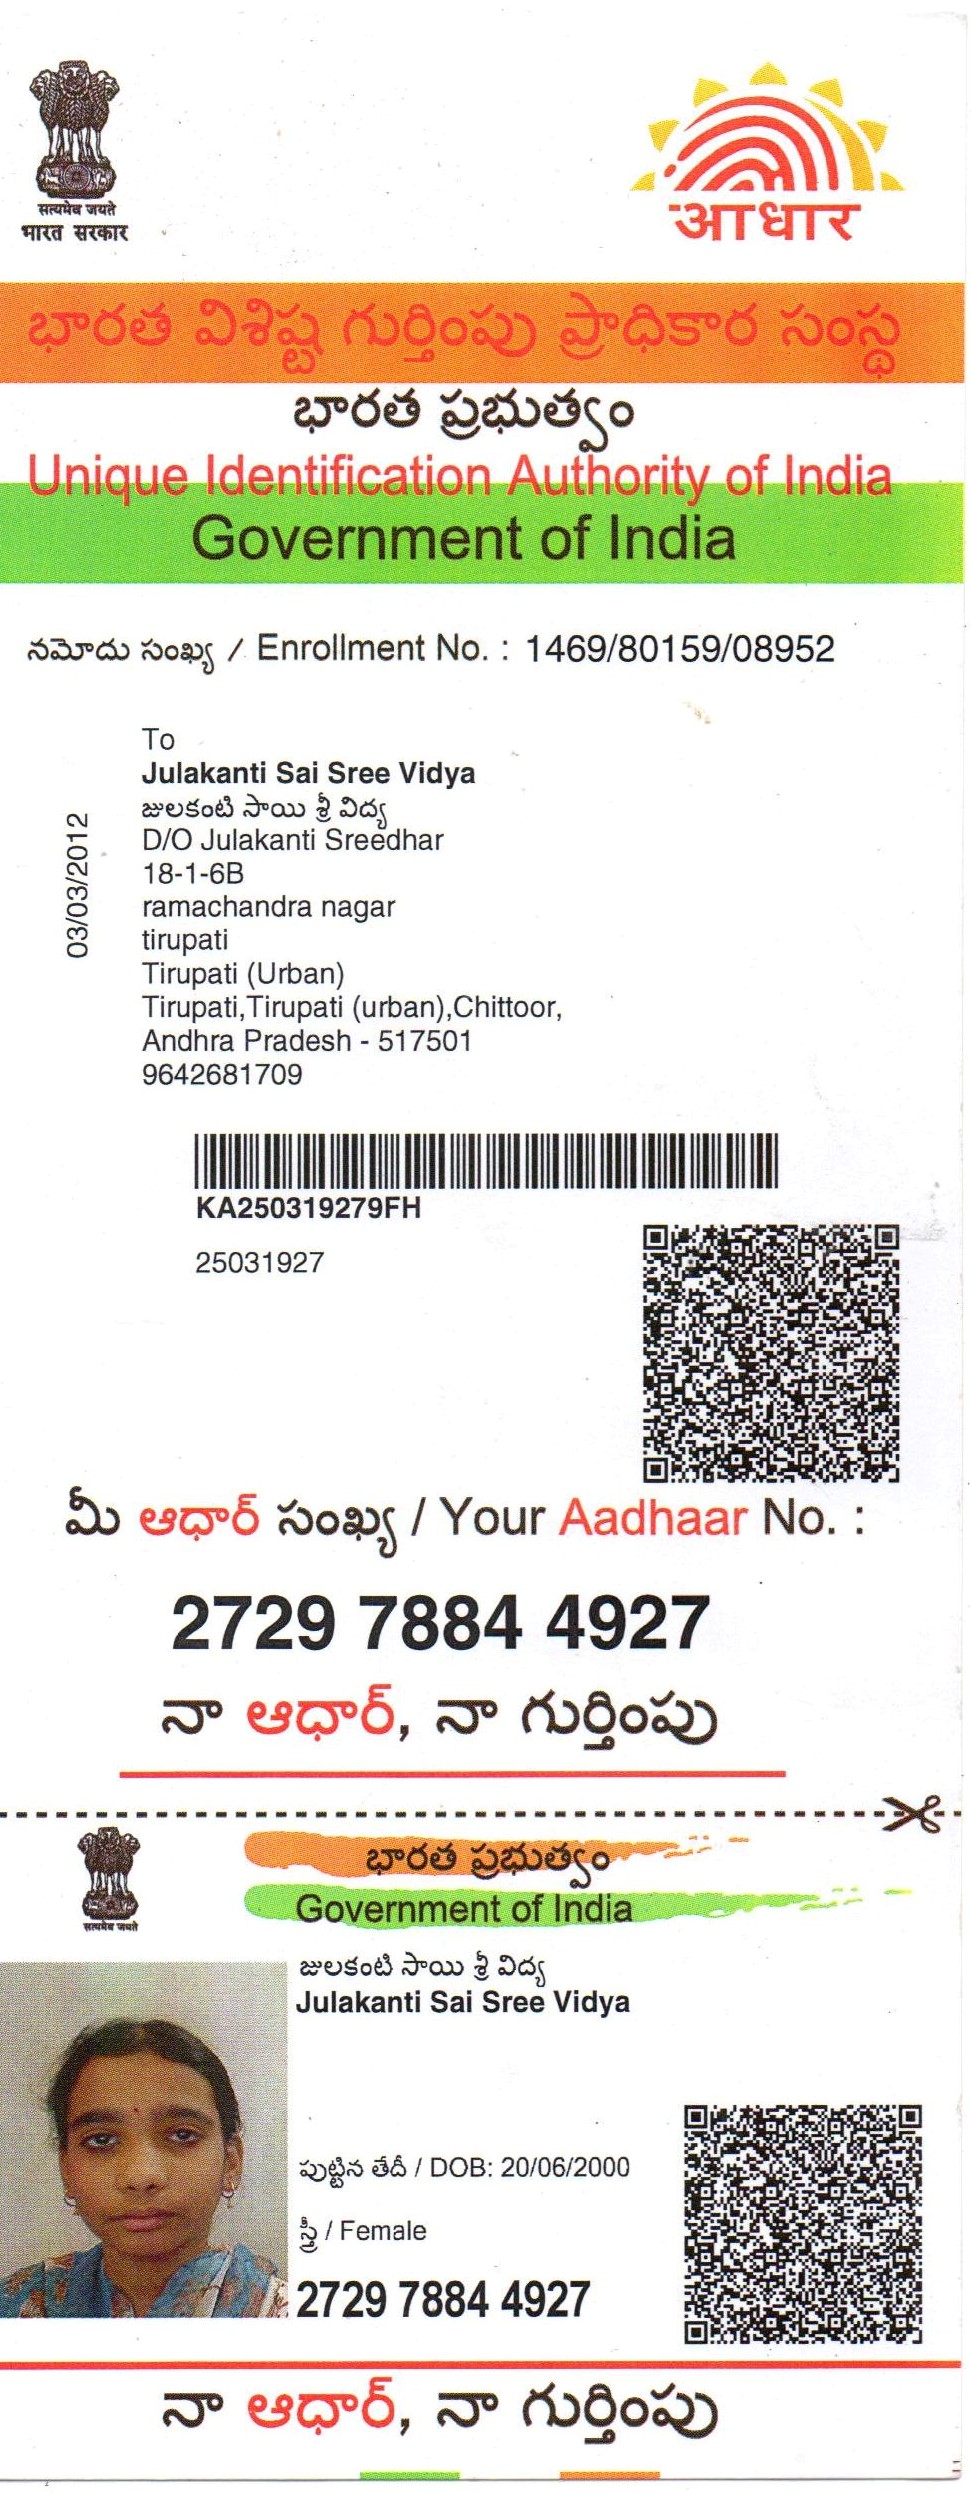 सत्यमेव जयते
भारत सरकार
आधार
భారత విశిష్ట గుర్తింపు ప్రాధికార సంస్థ
భారత ప్రభుత్వం
Unique Identification Authority of India
Government of India
నమోదు సంఖ్య / Enrollment No. : 1469/80159/08952
03/03/2012
To
Julakanti Sai Sree Vidya
జులకంటి సాయి శ్రీ విద్య
D/O Julakanti Sreedhar
18-1-6B
ramachandra nagar
tirupati
Tirupati (Urban)
Tirupati,Tirupati (urban),Chittoor,
Andhra Pradesh - 517501
9642681709
KA250319279FH
25031927
మీ ఆధార్ సంఖ్య / Your Aadhaar No. :
2729 7884 4927
నా ఆధార్, నా గుర్తింపు
భారత ప్రభుత్వం
Government of India
सत्यमेव जयते
జులకంటి సాయి శ్రీ విద్య
Julakanti Sai Sree Vidya
పుట్టిన తేదీ / DOB: 20/06/2000
స్త్రీ / Female
2729 7884 4927
నా ఆధార్, నా గుర్తింపు